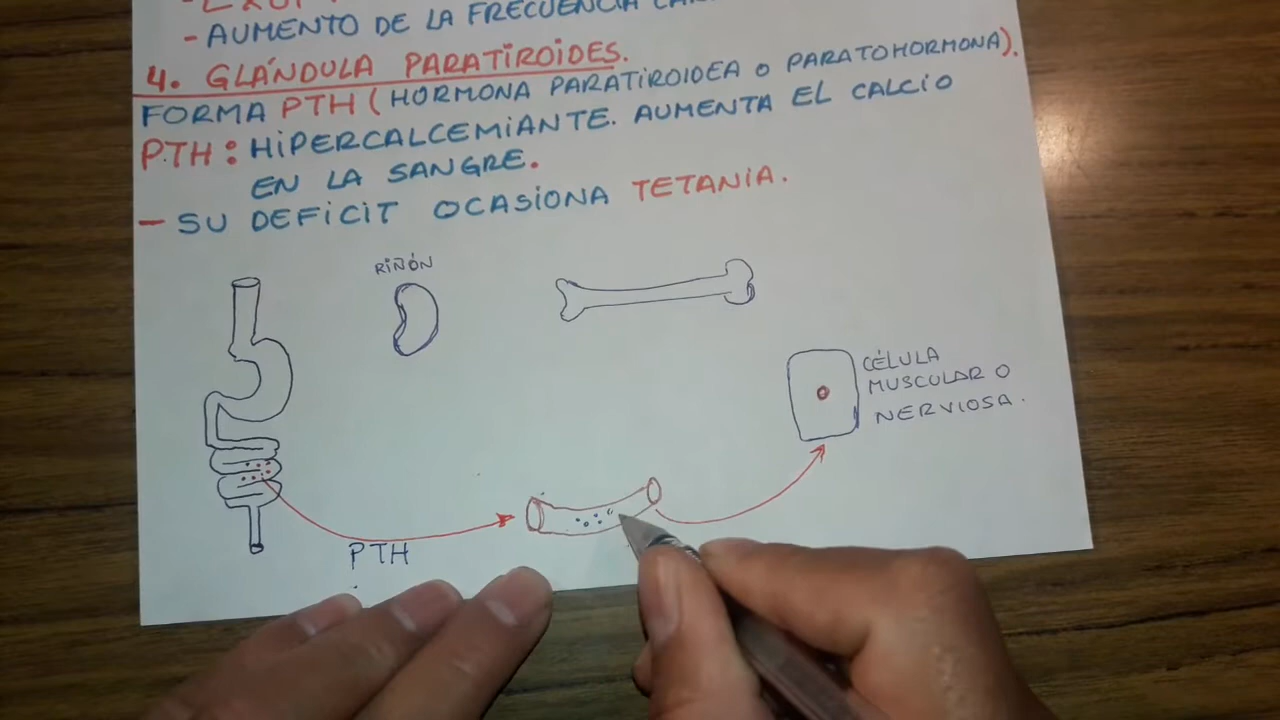 - AUMENTO DE LA FRECUENCIA
4. GLÁNDULA PARATIROIDES.
FORMA PTH (HORMONA PARATIROIDEA O PARATOHORMONA).
PTH: HIPERCALCEMIANTE. AUMENTA EL CALCIO
EN LA SANGRE.
- SU DEFICIT OCASIONA TETANIA.
RIÑÓN
CÉLULA
MUSCULAR O
NERVIOSA.
PTH